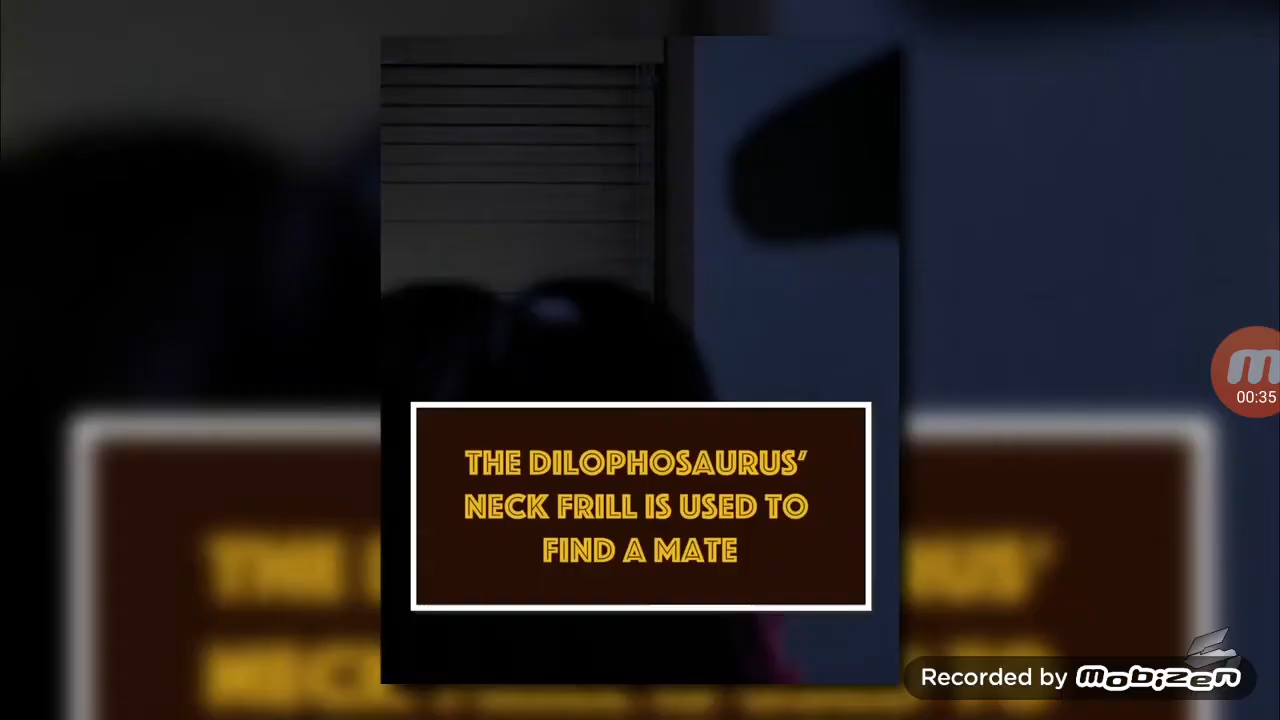 THE DILOPHOSAURUS'
NECK FRILL IS USED TO
FIND A MATE
00:35
Recorded by mobizen